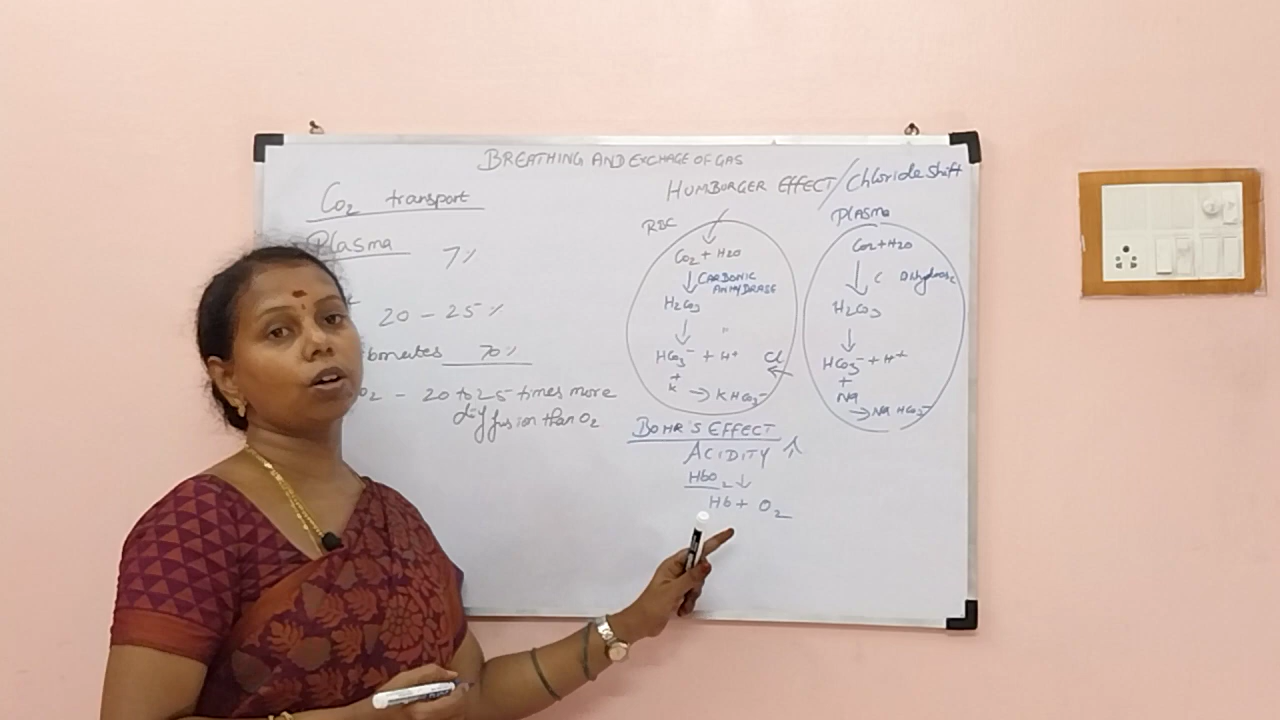 BREATHING AND EXCHAGE OF GAS
CO2 transport
Plasma 7%
20 - 25%
bonates 70%
O2 - 20 to 25 times more
diffusion than O2
HUMBORGER EFFECT / Chloride shift
RBC
CO2 + H2O
↓ CARBONIC
ANHYDRASE
H2CO3
↓
HCO3⁻ + H⁺ Cl
+
K → KHCO3⁻
PLASMA
CO2+H2O
↓ C
H2CO3
↓
HCO3⁻ + H⁺
+
Na
→ NaHCO3⁻
BOHR'S EFFECT
ACIDITY ↑
HbO2 ↓
Hb + O2